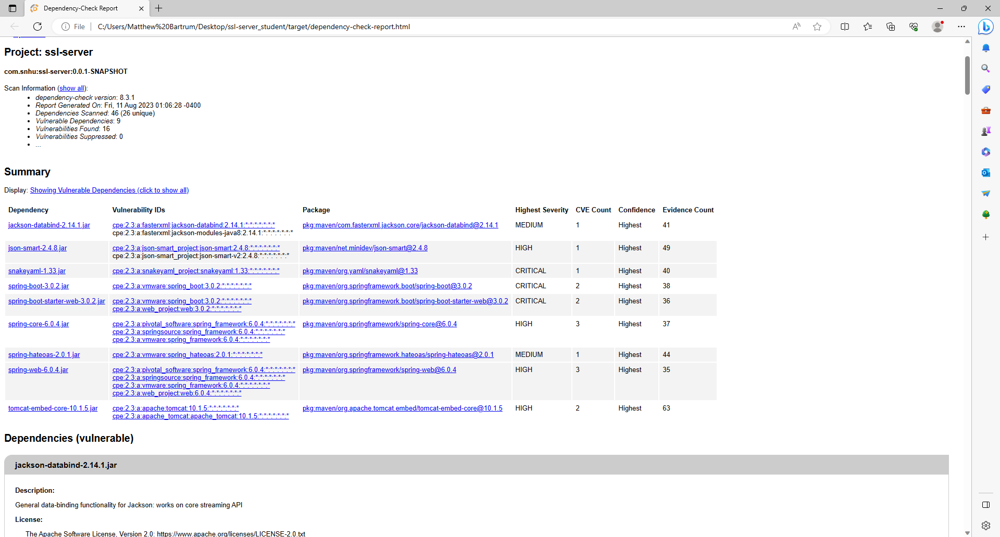 Dependency-Check Report
File
C:/Users/Matthew%20Bartrum/Desktop/ssl-server_student/target/dependency-check-report.html
Project: ssl-server
com.snhu:ssl-server:0.0.1-SNAPSHOT
Scan Information (show all):
• dependency-check version: 8.3.1
• Report Generated On: Fri, 11 Aug 2023 01:06:28 -0400
• Dependencies Scanned: 46 (26 unique)
• Vulnerable Dependencies: 9
• Vulnerabilities Found: 16
• Vulnerabilities Suppressed: 0
• ...
Summary
Display: Showing Vulnerable Dependencies (click to show all)
Dependency Vulnerability IDs Package Highest Severity CVE Count Confidence Evidence Count
jackson-databind-2.14.1.jar cpe:2.3:a:fasterxml:jackson-databind:2.14.1:*:*:*:*:*:*:* pkg:maven/com.fasterxml.jackson.core/jackson-databind@2.14.1 MEDIUM 1 Highest 41
cpe:2.3:a:fasterxml:jackson-modules-java8:2.14.1:*:*:*:*:*:*:*
json-smart-2.4.8.jar cpe:2.3:a:json-smart_project:json-smart:2.4.8:*:*:*:*:*:*:* pkg:maven/net.minidev/json-smart@2.4.8 HIGH 1 Highest 49
cpe:2.3:a:json-smart_project:json-smart-v2:2.4.8:*:*:*:*:*:*:*
snakeyaml-1.33.jar cpe:2.3:a:snakeyaml_project:snakeyaml:1.33:*:*:*:*:*:*:* pkg:maven/org.yaml/snakeyaml@1.33 CRITICAL 1 Highest 40
spring-boot-3.0.2.jar cpe:2.3:a:vmware:spring_boot:3.0.2:*:*:*:*:*:*:* pkg:maven/org.springframework.boot/spring-boot@3.0.2 CRITICAL 2 Highest 38
spring-boot-starter-web-3.0.2.jar cpe:2.3:a:vmware:spring_boot:3.0.2:*:*:*:*:*:*:* pkg:maven/org.springframework.boot/spring-boot-starter-web@3.0.2 CRITICAL 2 Highest 36
cpe:2.3:a:web_project:web:3.0.2:*:*:*:*:*:*:*
spring-core-6.0.4.jar cpe:2.3:a:pivotal_software:spring_framework:6.0.4:*:*:*:*:*:*:* pkg:maven/org.springframework/spring-core@6.0.4 HIGH 3 Highest 37
cpe:2.3:a:springsource:spring_framework:6.0.4:*:*:*:*:*:*:*
cpe:2.3:a:vmware:spring_framework:6.0.4:*:*:*:*:*:*:*
spring-hateoas-2.0.1.jar cpe:2.3:a:vmware:spring_hateoas:2.0.1:*:*:*:*:*:*:* pkg:maven/org.springframework.hateoas/spring-hateoas@2.0.1 MEDIUM 1 Highest 44
spring-web-6.0.4.jar cpe:2.3:a:pivotal_software:spring_framework:6.0.4:*:*:*:*:*:*:* pkg:maven/org.springframework/spring-web@6.0.4 HIGH 3 Highest 35
cpe:2.3:a:springsource:spring_framework:6.0.4:*:*:*:*:*:*:*
cpe:2.3:a:vmware:spring_framework:6.0.4:*:*:*:*:*:*:*
cpe:2.3:a:web_project:web:6.0.4:*:*:*:*:*:*:*
tomcat-embed-core-10.1.5.jar cpe:2.3:a:apache:tomcat:10.1.5:*:*:*:*:*:*:* pkg:maven/org.apache.tomcat.embed/tomcat-embed-core@10.1.5 HIGH 2 Highest 63
cpe:2.3:a:apache_tomcat:apache_tomcat:10.1.5:*:*:*:*:*:*:*
Dependencies (vulnerable)
jackson-databind-2.14.1.jar
Description:
General data-binding functionality for Jackson: works on core streaming API
License:
The Apache Software License, Version 2.0: https://www.apache.org/licenses/LICENSE-2.0.txt